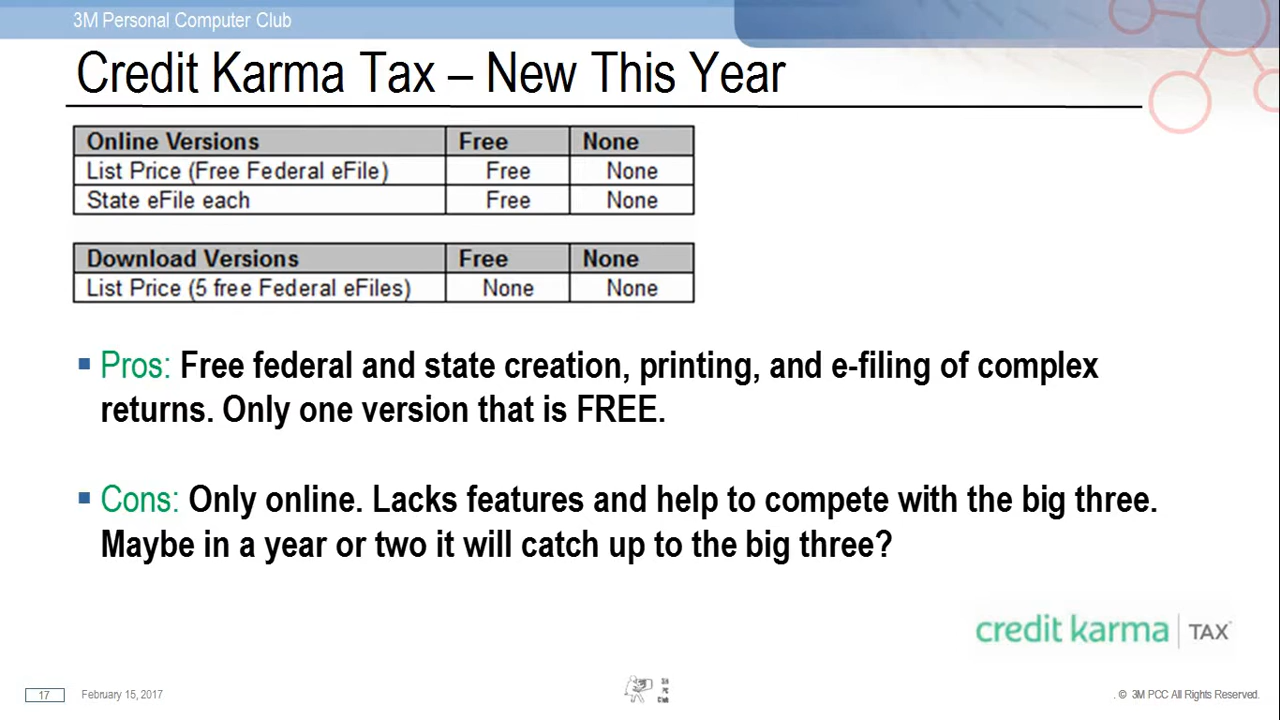 3M Personal Computer Club
Credit Karma Tax – New This Year
Online Versions Free None
List Price (Free Federal eFile) Free None
State eFile each Free None
Download Versions Free None
List Price (5 free Federal eFiles) None None
Pros: Free federal and state creation, printing, and e-filing of complex
returns. Only one version that is FREE.
Cons: Only online. Lacks features and help to compete with the big three.
Maybe in a year or two it will catch up to the big three?
credit karma TAX
17 February 15, 2017
PC
Club
. © 3M PCC All Rights Reserved.